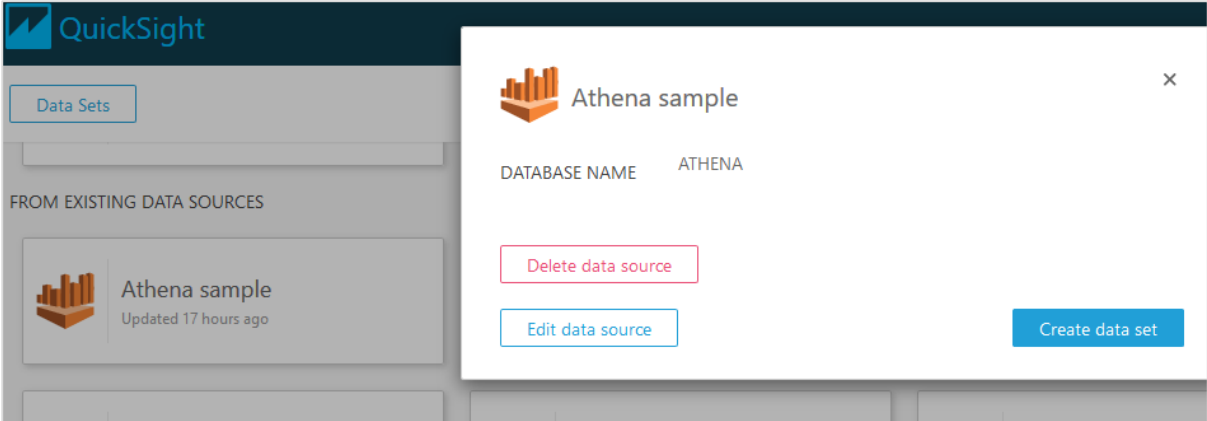 QuickSight
Data Sets
FROM EXISTING DATA SOURCES
Athena sample
Updated 17 hours ago
Athena sample
×
DATABASE NAME ATHENA
Delete data source
Edit data source
Create data set